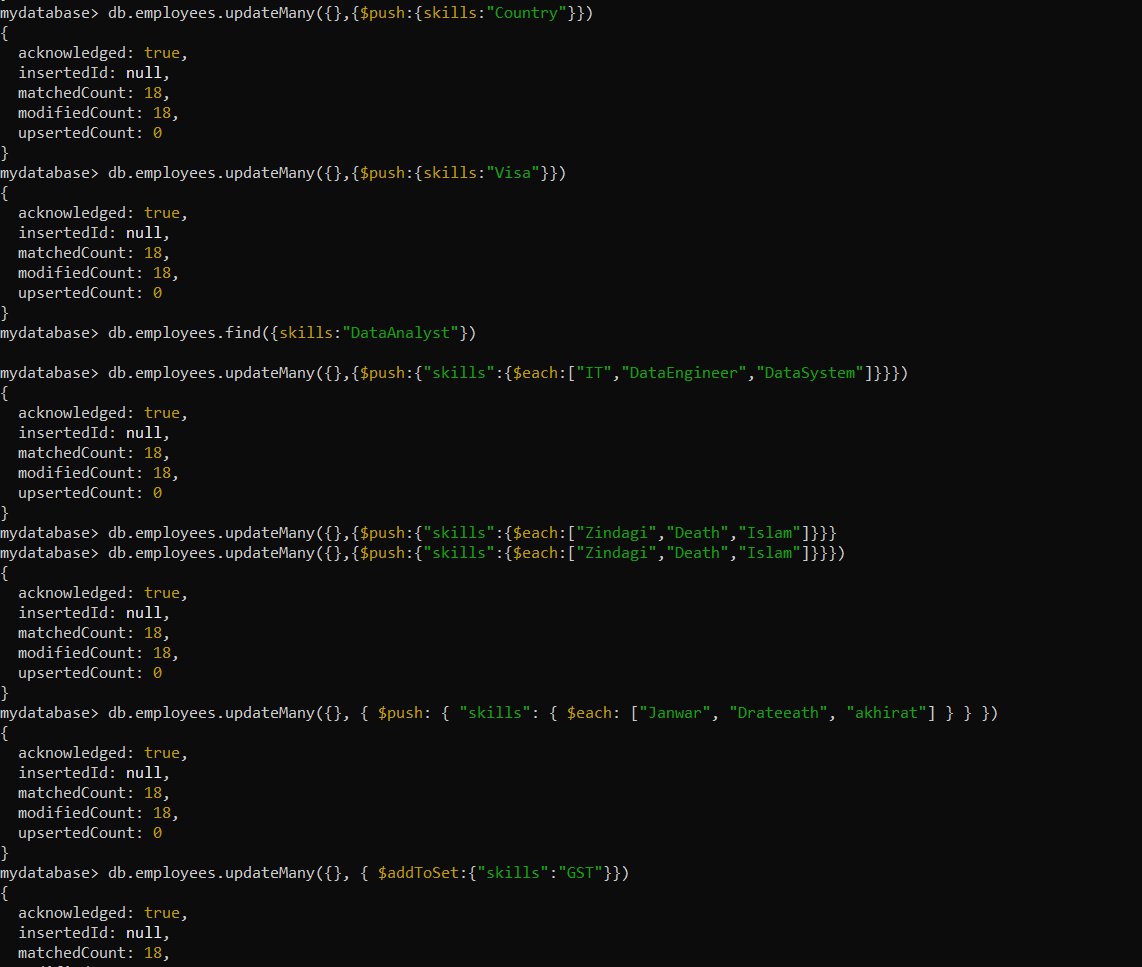 mydatabase> db.employees.updateMany({},{$push:{skills:"Country"}})
{
  acknowledged: true,
  insertedId: null,
  matchedCount: 18,
  modifiedCount: 18,
  upsertedCount: 0
}
mydatabase> db.employees.updateMany({},{$push:{skills:"Visa"}})
{
  acknowledged: true,
  insertedId: null,
  matchedCount: 18,
  modifiedCount: 18,
  upsertedCount: 0
}
mydatabase> db.employees.find({skills:"DataAnalyst"})

mydatabase> db.employees.updateMany({},{$push:{"skills":{$each:["IT","DataEngineer","DataSystem"]}}})
{
  acknowledged: true,
  insertedId: null,
  matchedCount: 18,
  modifiedCount: 18,
  upsertedCount: 0
}
mydatabase> db.employees.updateMany({},{$push:{"skills":{$each:["Zindagi","Death","Islam"]}}}
mydatabase> db.employees.updateMany({},{$push:{"skills":{$each:["Zindagi","Death","Islam"]}}})
{
  acknowledged: true,
  insertedId: null,
  matchedCount: 18,
  modifiedCount: 18,
  upsertedCount: 0
}
mydatabase> db.employees.updateMany({}, { $push: { "skills": { $each: ["Janwar", "Drateeath", "akhirat"] } } })
{
  acknowledged: true,
  insertedId: null,
  matchedCount: 18,
  modifiedCount: 18,
  upsertedCount: 0
}
mydatabase> db.employees.updateMany({}, { $addToSet:{"skills":"GST"}})
{
  acknowledged: true,
  insertedId: null,
  matchedCount: 18,